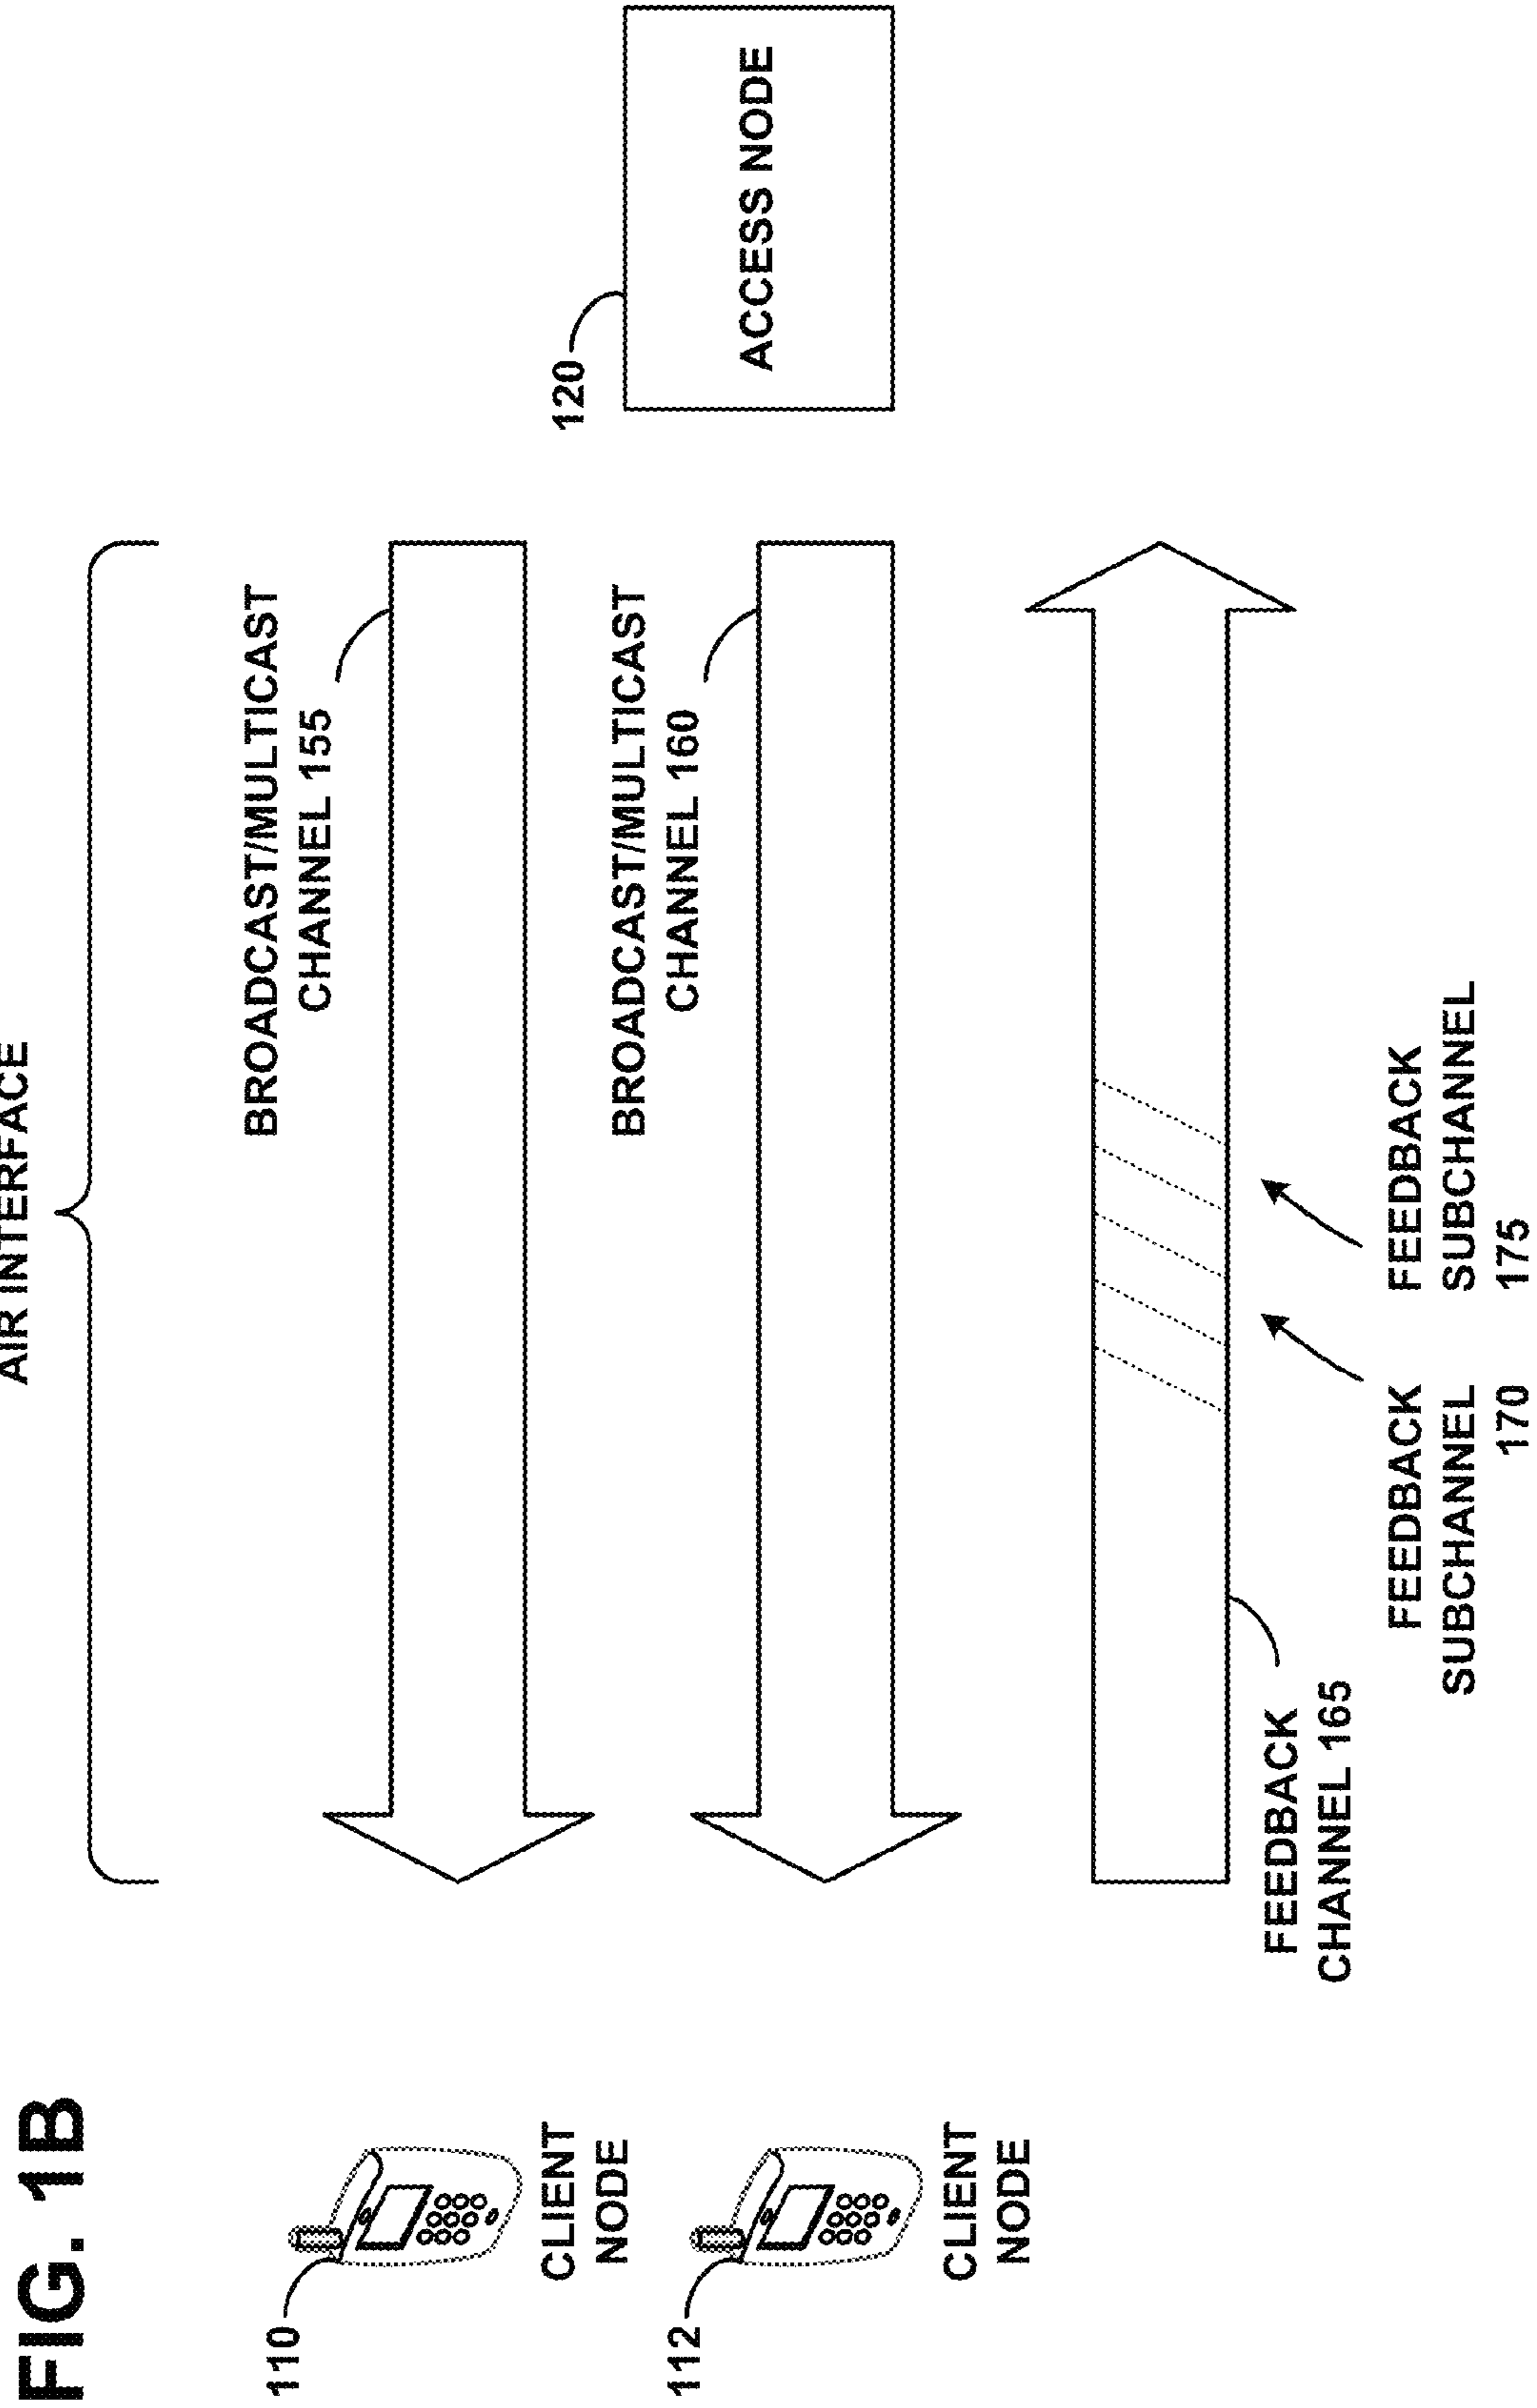 FIG. 1B
AIR INTERFACE
110
CLIENT
NODE
112
CLIENT
NODE
BROADCAST/MULTICAST
CHANNEL 155
BROADCAST/MULTICAST
CHANNEL 160
120
ACCESS NODE
FEEDBACK
CHANNEL 165
FEEDBACK
SUBCHANNEL
170
FEEDBACK
SUBCHANNEL
175